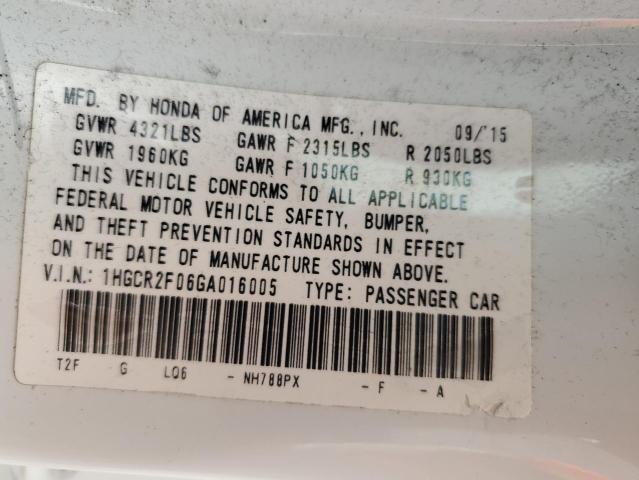 MFD. BY HONDA OF AMERICA MFG., INC. 09/'15
GVWR 4321LBS GAWR F 2315LBS R 2050LBS
GVWR 1960KG GAWR F 1050KG R 930KG
THIS VEHICLE CONFORMS TO ALL APPLICABLE
FEDERAL MOTOR VEHICLE SAFETY, BUMPER,
AND THEFT PREVENTION STANDARDS IN EFFECT
ON THE DATE OF MANUFACTURE SHOWN ABOVE.
V.I.N.: 1HGCR2F06GA016005 TYPE: PASSENGER CAR
T2F G L06 - NH788PX - F - A